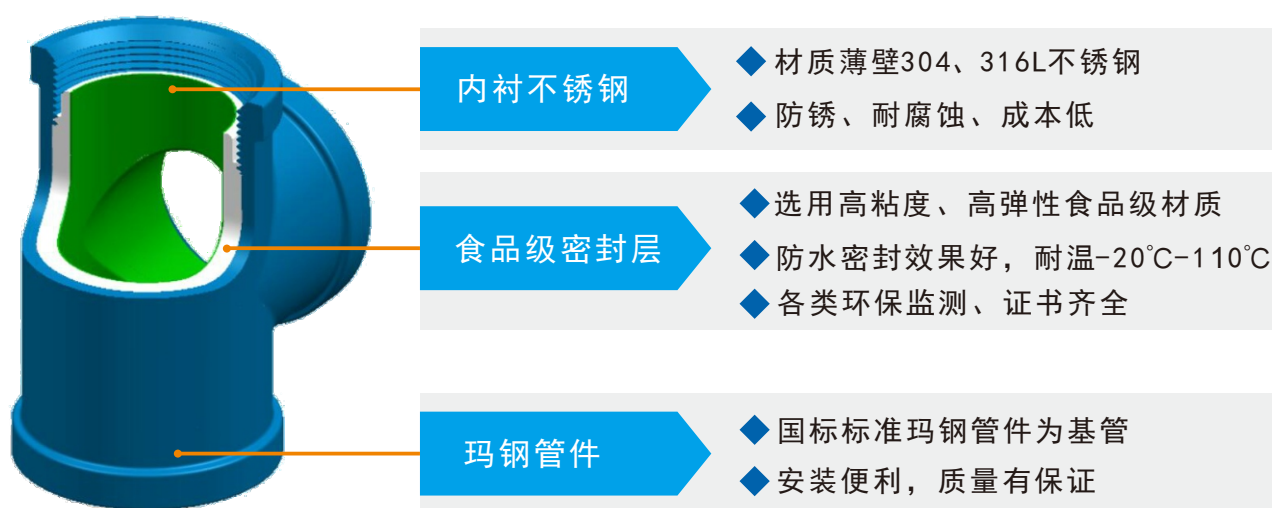 内衬不锈钢
◆材质薄壁304、316L不锈钢
◆防锈、耐腐蚀、成本低
食品级密封层
◆选用高粘度、高弹性食品级材质
◆防水密封效果好，耐温-20℃-110℃
◆各类环保监测、证书齐全
玛钢管件
◆国标标准玛钢管件为基管
◆安装便利，质量有保证